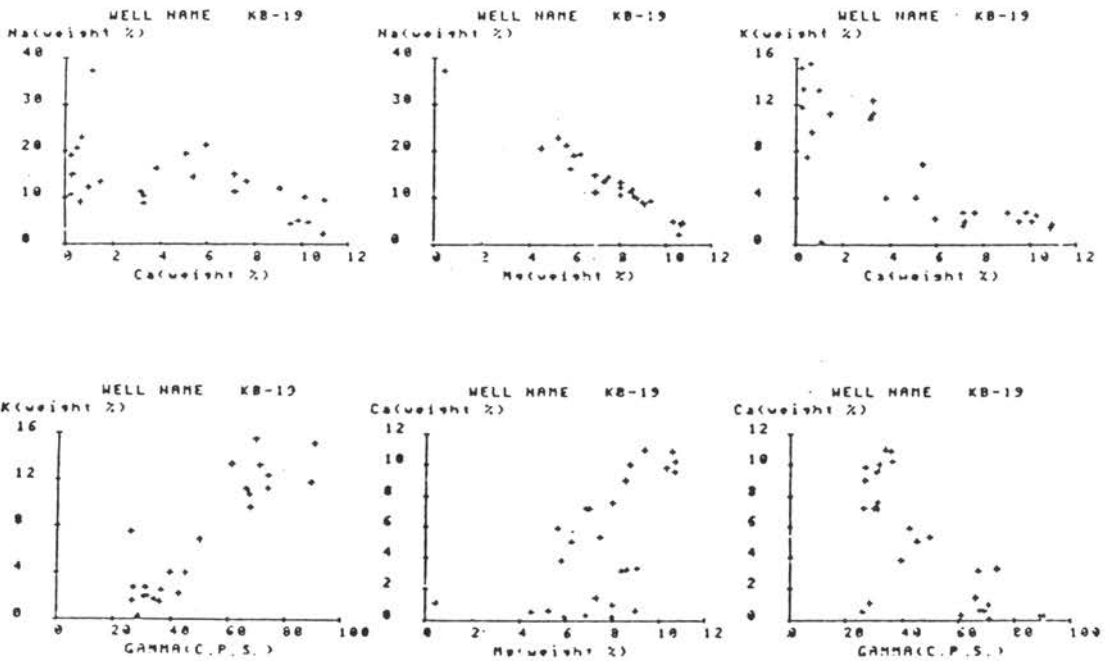 WELL NAME KB-19
Na(weight %)
40
30
20
10
0
0 2 4 6 8 10 12
Ca(weight %)
WELL NAME KB-19
Na(weight %)
40
30
20
10
0
0 2 4 6 8 10 12
Mg(weight %)
WELL NAME KB-19
K(weight %)
16
12
8
4
0
0 2 4 6 8 10 12
Ca(weight %)
WELL NAME KB-19
K(weight %)
16
12
8
4
0
0 20 40 60 80 100
GAMMA(C.P.S.)
WELL NAME KB-19
Ca(weight %)
12
10
8
6
4
2
0
0 2 4 6 8 10 12
Mg(weight %)
WELL NAME KB-19
Ca(weight %)
12
10
8
6
4
2
0
0 20 40 60 80 100
GAMMA(C.P.S.)